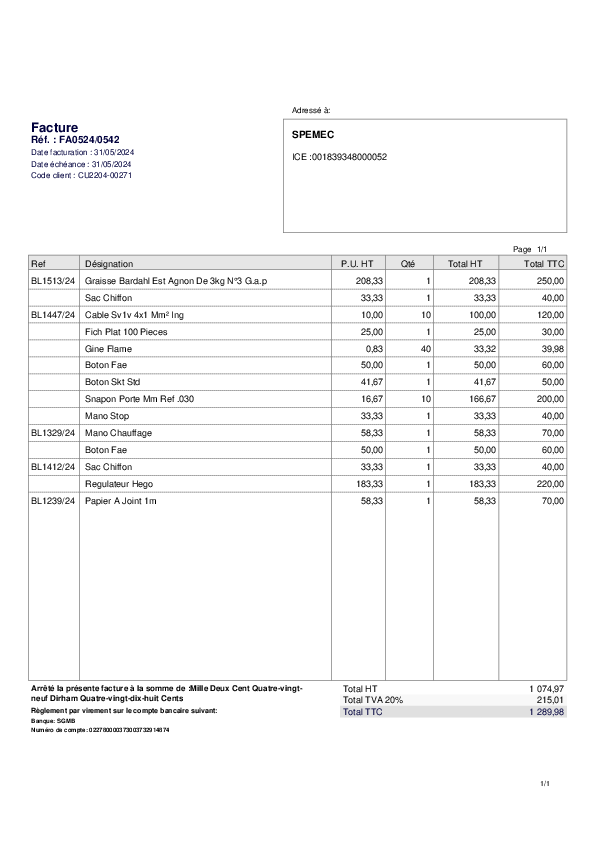 Adressé à:
Facture
Réf. : FA0524/0542
Date facturation : 31/05/2024
Date échéance : 31/05/2024
Code client : CU2204-00271
SPEMEC
ICE :001839348000052
Page 1/1
Ref Désignation P.U. HT Qté Total HT Total TTC
BL1513/24 Graisse Bardahl Est Agnon De 3kg N°3 G.a.p 208,33 1 208,33 250,00
Sac Chiffon 33,33 1 33,33 40,00
BL1447/24 Cable Sv1v 4x1 Mm² Ing 10,00 10 100,00 120,00
Fich Plat 100 Pieces 25,00 1 25,00 30,00
Gine Flame 0,83 40 33,32 39,98
Boton Fae 50,00 1 50,00 60,00
Boton Skt Std 41,67 1 41,67 50,00
Snapon Porte Mm Ref .030 16,67 10 166,67 200,00
Mano Stop 33,33 1 33,33 40,00
BL1329/24 Mano Chauffage 58,33 1 58,33 70,00
Boton Fae 50,00 1 50,00 60,00
BL1412/24 Sac Chiffon 33,33 1 33,33 40,00
Regulateur Hego 183,33 1 183,33 220,00
BL1239/24 Papier A Joint 1m 58,33 1 58,33 70,00
Arrêté la présente facture à la somme de :Mille Deux Cent Quatre-vingt-
neuf Dirham Quatre-vingt-dix-huit Cents
Règlement par virement sur le compte bancaire suivant:
Banque: SGMB
Numéro de compte: 022780000373003732914874
Total HT 1 074,97
Total TVA 20% 215,01
Total TTC 1 289,98
1/1